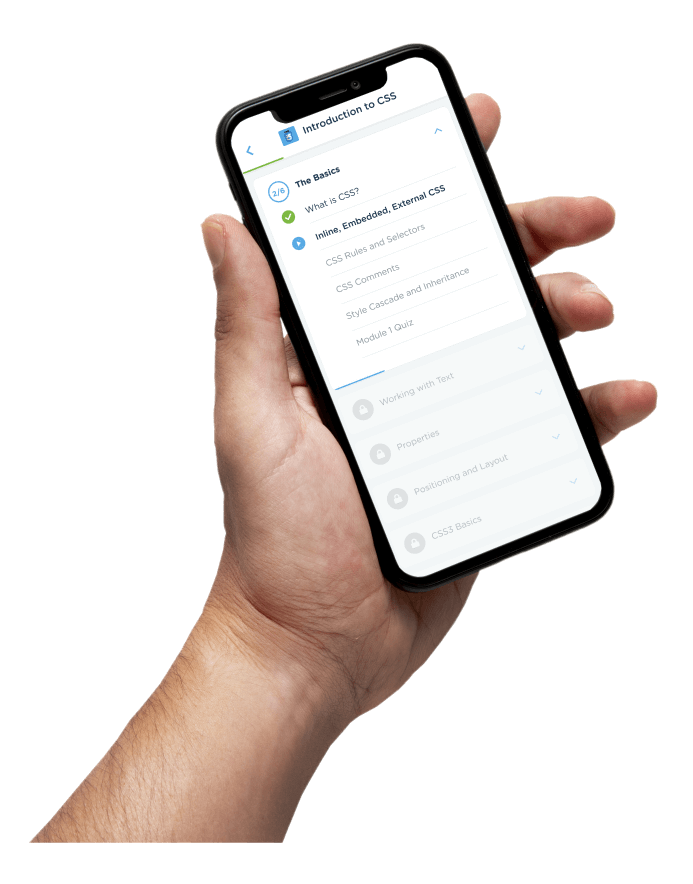 Introduction to CSS
2/6
The Basics
What is CSS?
Inline, Embedded, External CSS
CSS Rules and Selectors
CSS Comments
Style Cascade and Inheritance
Module 1 Quiz
Working with Text
Properties
Positioning and Layout
CSS3 Basics